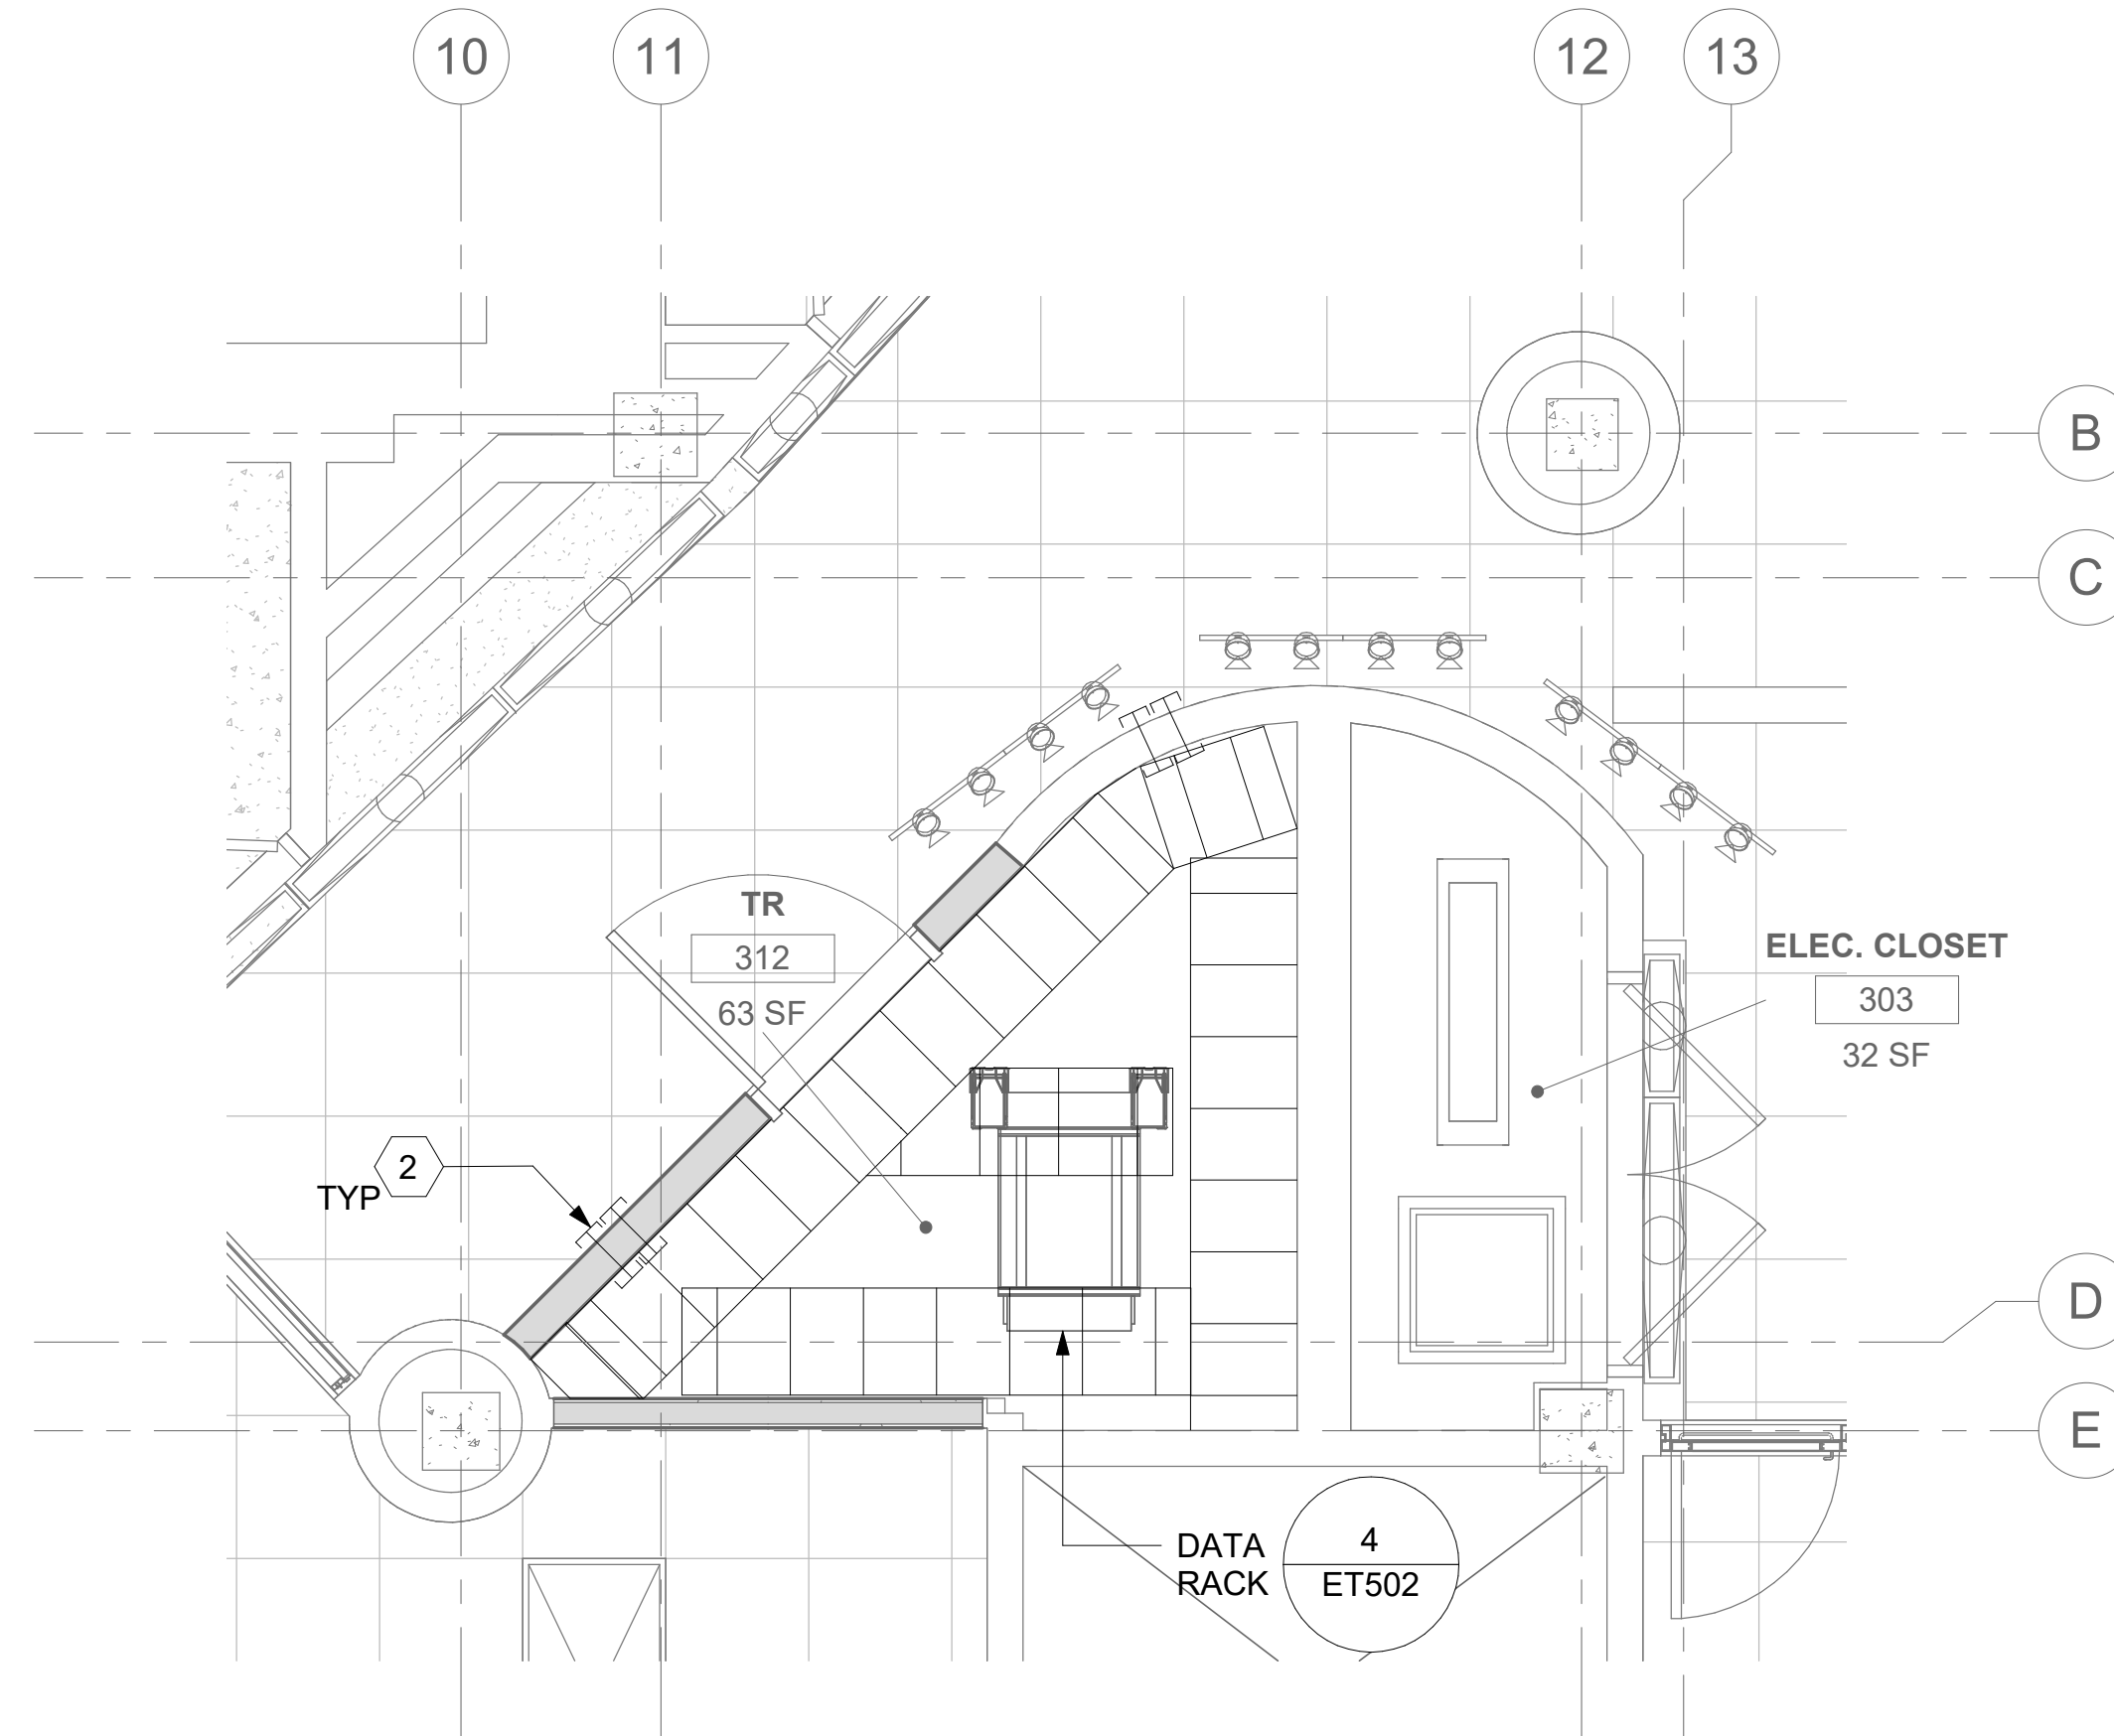 10
11
12
13
B
C
TR
312
63 SF
ELEC. CLOSET
303
32 SF
2
TYP
D
E
DATA
RACK
4
ET502